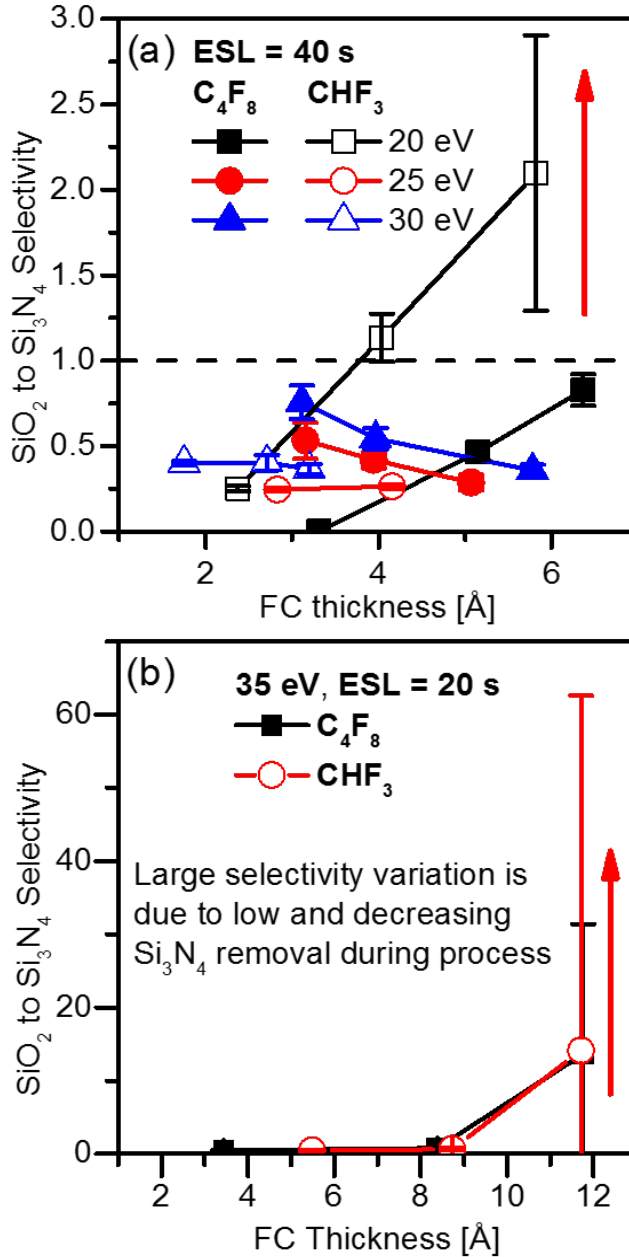 (a) ESL = 40 s
C₄F₈ CHF₃
20 eV
25 eV
30 eV
3.0
2.5
2.0
1.5
1.0
0.5
0.0
SiO₂ to Si₃N₄ Selectivity
2 4 6
FC thickness [Å]
(b) 35 eV, ESL = 20 s
C₄F₈
CHF₃
Large selectivity variation is
due to low and decreasing
Si₃N₄ removal during process
60
40
20
0
SiO₂ to Si₃N₄ Selectivity
2 4 6 8 10 12
FC Thickness [Å]